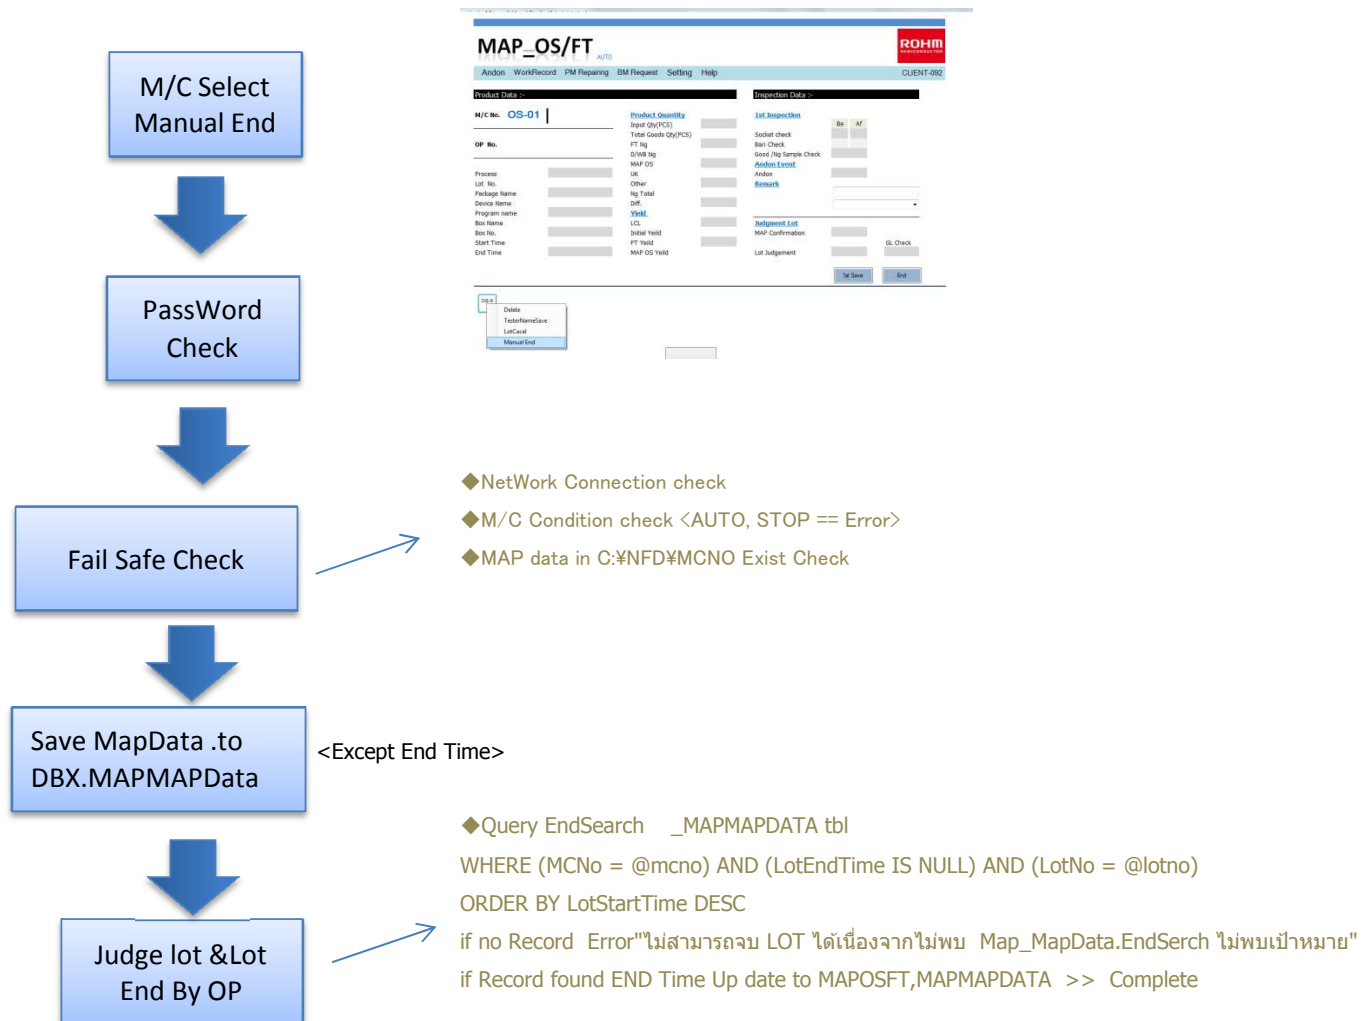 M/C Select
Manual End
PassWord
Check
Fail Safe Check
Save MapData .to
DBX.MAPMAPData
<Except End Time>
Judge lot &Lot
End By OP
MAP_OS/FT
AUTO
ROHM
SEMICONDUCTOR
Andon WorkRecord PM Repairing BM Request Setting Help CLIENT-092
Product Data :-
Inspection Data :-
M/C No. OS-01
OP No.
Process
Lot No.
Package Name
Device Name
Program name
Box Name
Box No.
Start Time
End Time
Product Quantity
Input Qty(PCS)
Total Goods Qty(PCS)
FT Ng
D/WB Ng
MAP OS
UK
Other
Ng Total
Diff.
Yield
LCL
Initial Yeild
FT Yeild
MAP OS Yeild
1st Inspection
Be Af
Socket check
Bari Check
Good /Ng Sample Check
Andon Event
Andon
Remark
Judgment Lot
MAP Confirmation
GL Check
Lot Judgement
1st Save End
Delete
TesterNameSave
LotCacel
Manual End
◆NetWork Connection check
◆M/C Condition check <AUTO, STOP == Error>
◆MAP data in C:¥NFD¥MCNO Exist Check
◆Query EndSearch _MAPMAPDATA tbl
WHERE (MCNo = @mcno) AND (LotEndTime IS NULL) AND (LotNo = @lotno)
ORDER BY LotStartTime DESC
if no Record Error"ไม่สามารถจบ LOT ได้เนื่องจากไม่พบ Map_MapData.EndSerch ไม่พบเป้าหมาย"
if Record found END Time Up date to MAPOSFT,MAPMAPDATA >> Complete